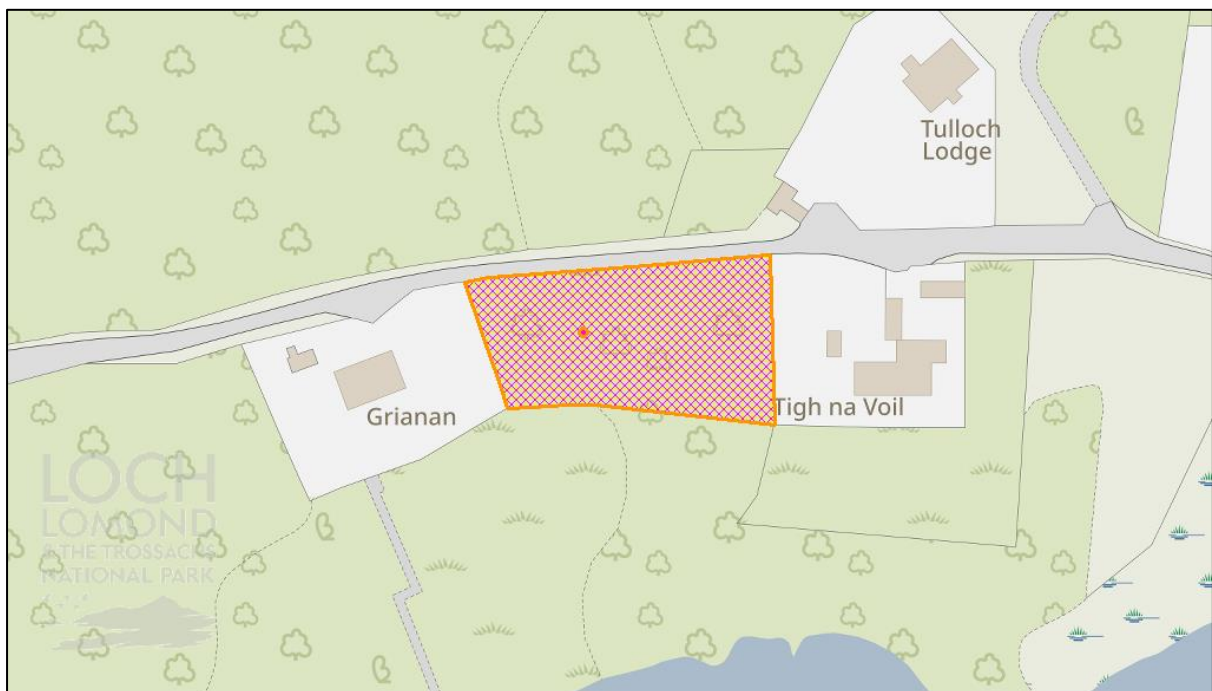 Tulloch
Lodge
Grianan
Tigh na Voil
LOCH
LOMOND
& THE TROSSACHS
NATIONAL PARK